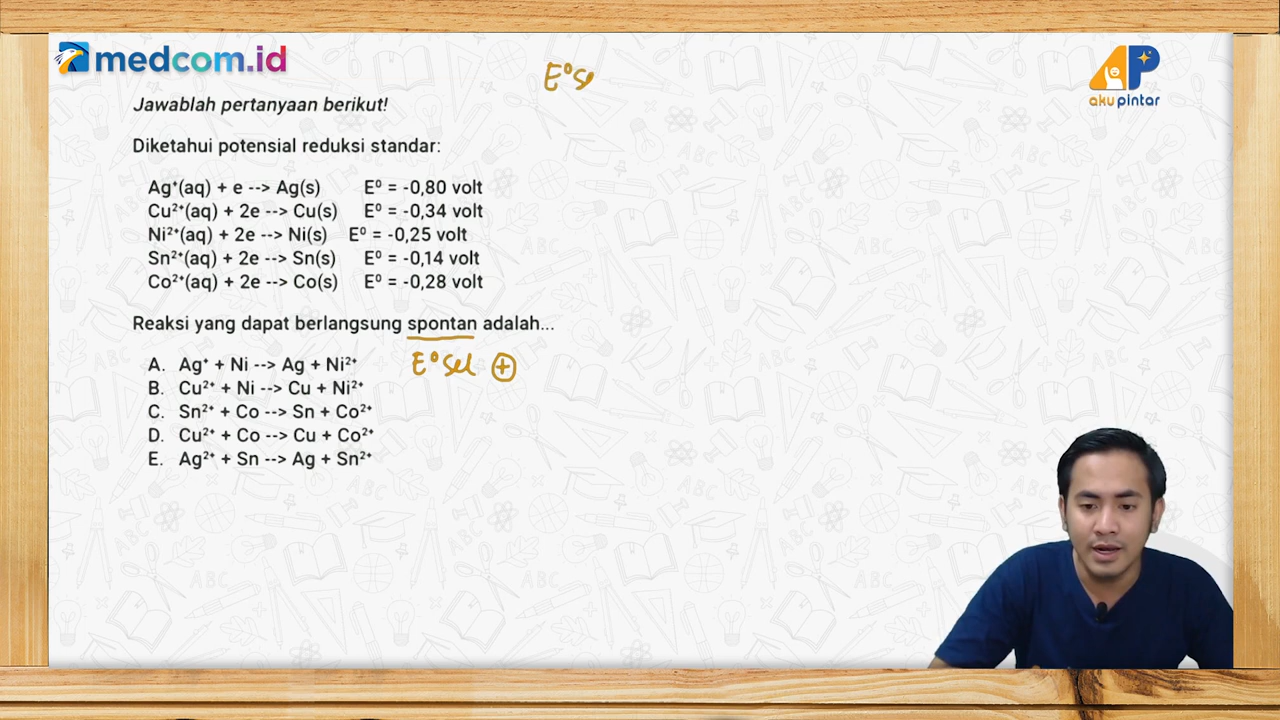 medcom.id
E°s
aku pintar
Jawablah pertanyaan berikut!
Diketahui potensial reduksi standar:
Ag⁺(aq) + e --> Ag(s) E⁰ = -0,80 volt
Cu²⁺(aq) + 2e --> Cu(s) E⁰ = -0,34 volt
Ni²⁺(aq) + 2e --> Ni(s) E⁰ = -0,25 volt
Sn²⁺(aq) + 2e --> Sn(s) E⁰ = -0,14 volt
Co²⁺(aq) + 2e --> Co(s) E⁰ = -0,28 volt
Reaksi yang dapat berlangsung spontan adalah...
A. Ag⁺ + Ni --> Ag + Ni²⁺ E°sel ⊕
B. Cu²⁺ + Ni --> Cu + Ni²⁺
C. Sn²⁺ + Co --> Sn + Co²⁺
D. Cu²⁺ + Co --> Cu + Co²⁺
E. Ag²⁺ + Sn --> Ag + Sn²⁺